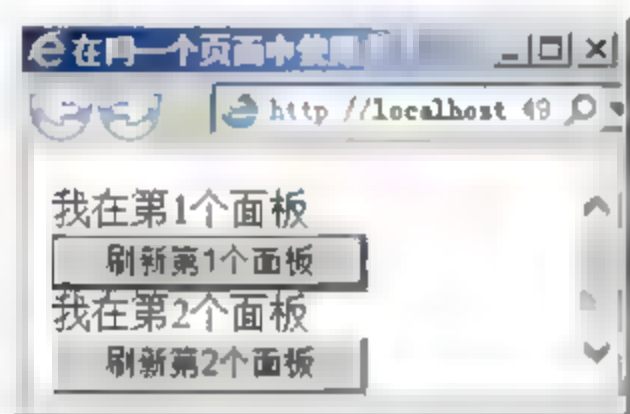 在同一个页面中使用
http //localhost 49
我在第1个面板
刷新第1个面板
我在第2个面板
刷新第2个面板